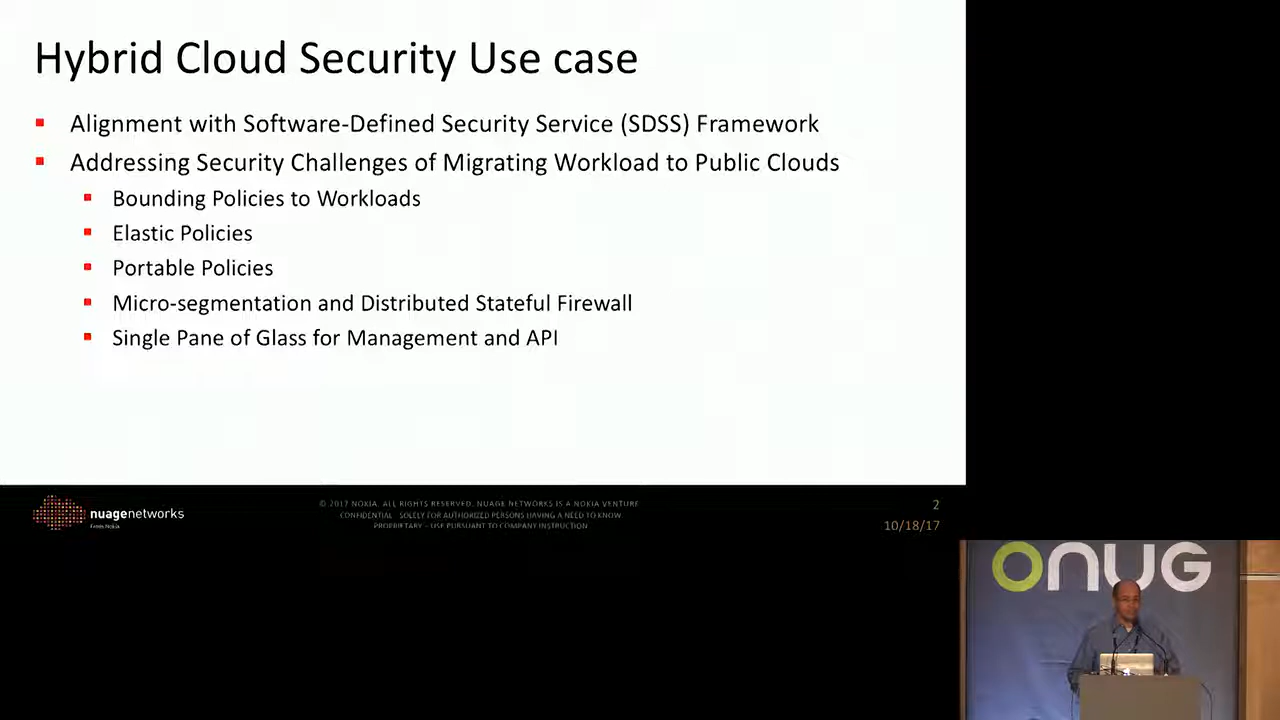 Hybrid Cloud Security Use case
Alignment with Software-Defined Security Service (SDSS) Framework
Addressing Security Challenges of Migrating Workload to Public Clouds
Bounding Policies to Workloads
Elastic Policies
Portable Policies
Micro-segmentation and Distributed Stateful Firewall
Single Pane of Glass for Management and API
nuagenetworks
From Nokia
© 2017 NOKIA. ALL RIGHTS RESERVED. NUAGE NETWORKS IS A NOKIA VENTURE
CONFIDENTIAL - SOLELY FOR AUTHORIZED PERSONS HAVING A NEED TO KNOW
PROPRIETARY – USE PURSUANT TO COMPANY INSTRUCTION
2
10/18/17
ONUG